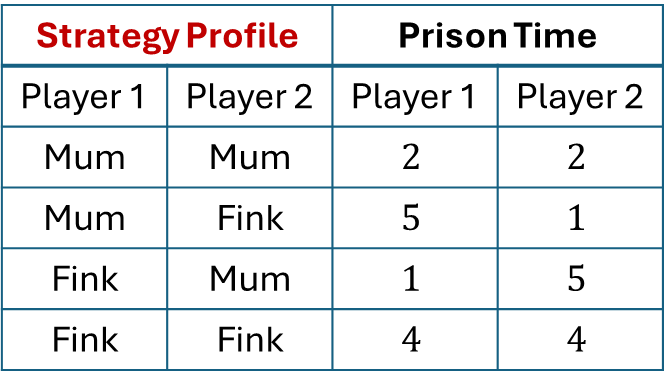 Strategy Profile Prison Time
Player 1 Player 2 Player 1 Player 2
Mum Mum 2 2
Mum Fink 5 1
Fink Mum 1 5
Fink Fink 4 4